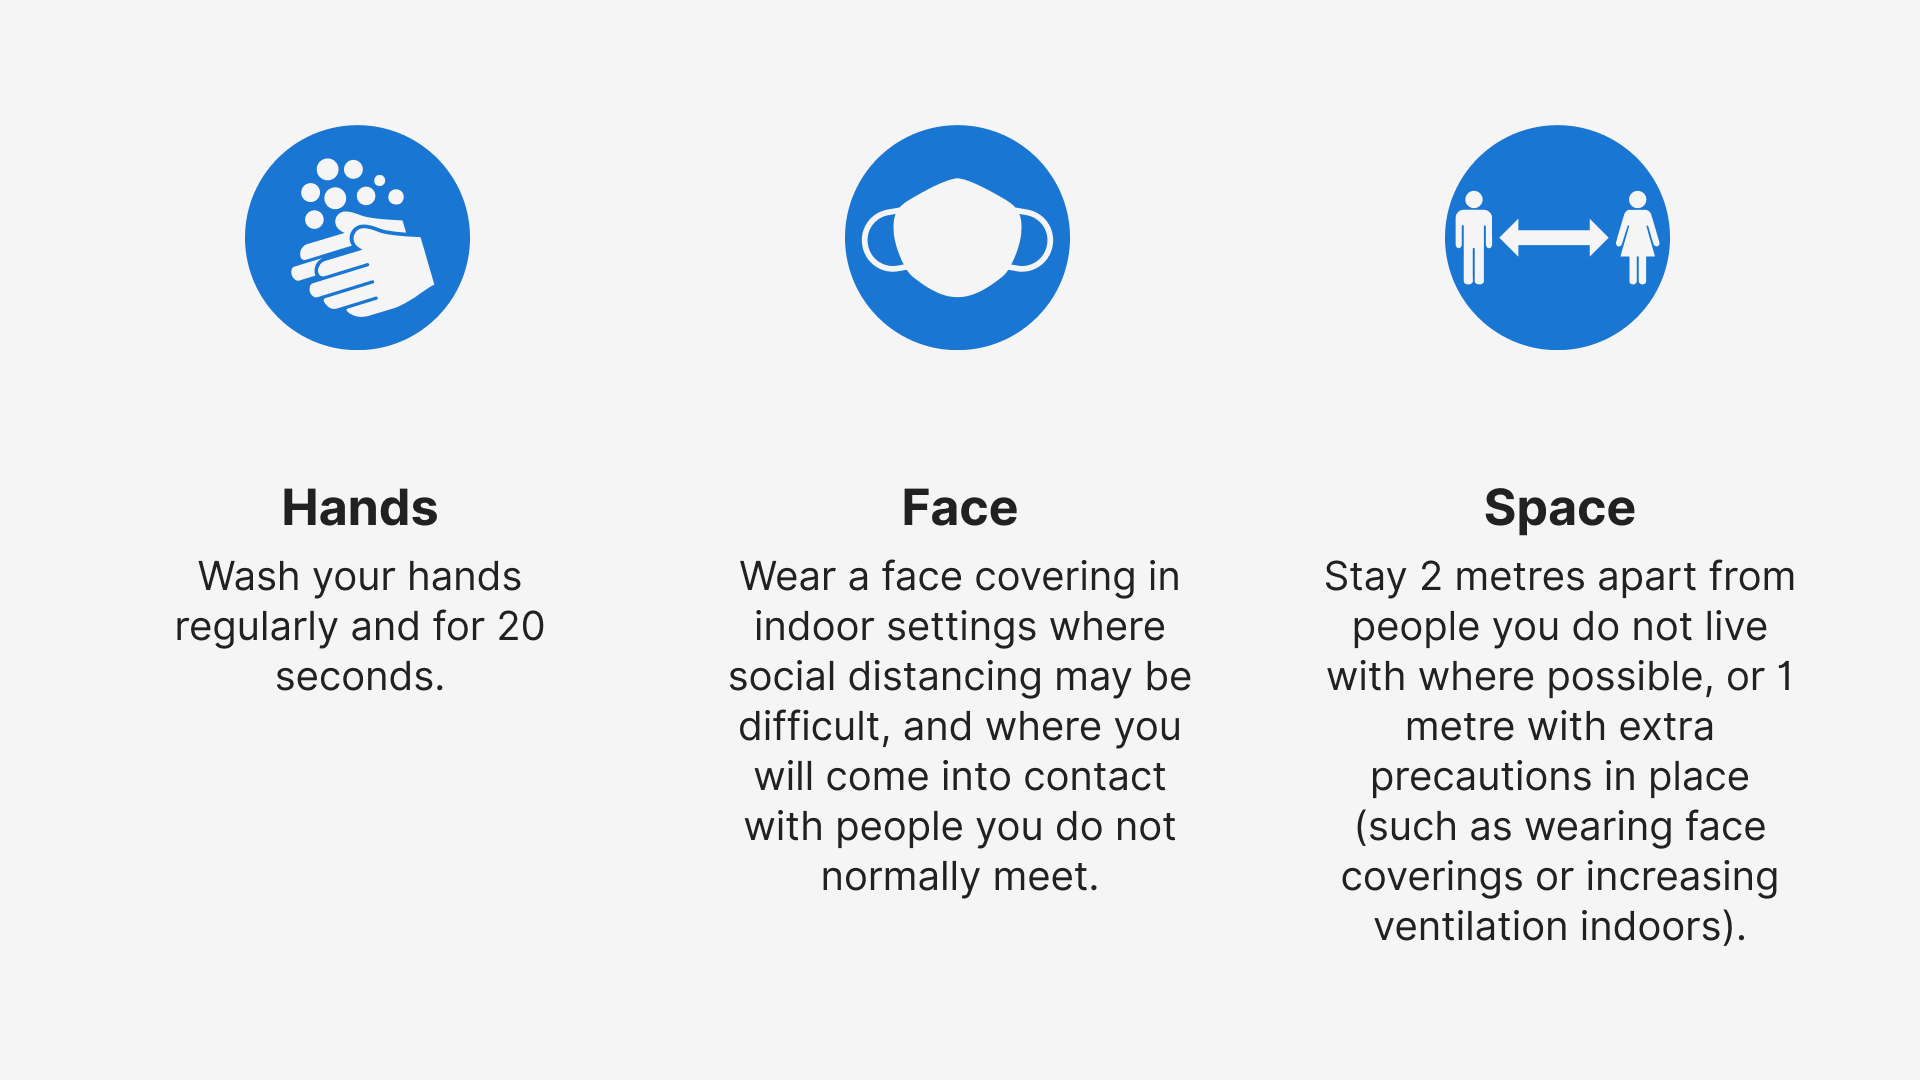 Hands
Wash your hands
regularly and for 20
seconds.
Face
Wear a face covering in
indoor settings where
social distancing may be
difficult, and where you
will come into contact
with people you do not
normally meet.
Space
Stay 2 metres apart from
people you do not live
with where possible, or 1
metre with extra
precautions in place
(such as wearing face
coverings or increasing
ventilation indoors).